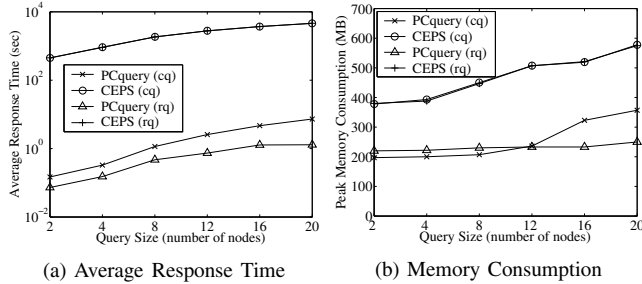 Average Response Time (sec)
10^4
10^2
10^0
10^-2
PCquery (cq)
CEPS (cq)
PCquery (rq)
CEPS (rq)
2 4 8 12 16 20
Query Size (number of nodes)
(a) Average Response Time
Peak Memory Consumption (MB)
700
600
500
400
300
200
100
0
PCquery (cq)
CEPS (cq)
PCquery (rq)
CEPS (rq)
2 4 8 12 16 20
Query Size (number of nodes)
(b) Memory Consumption